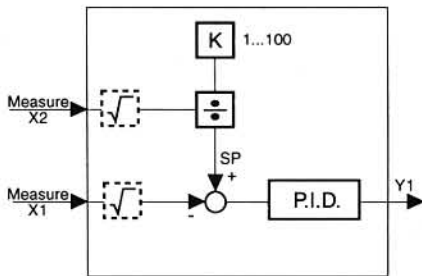 K 1...100
Measure
X2
√
÷
SP
+
Measure
X1
√
-
P.I.D.
Y1